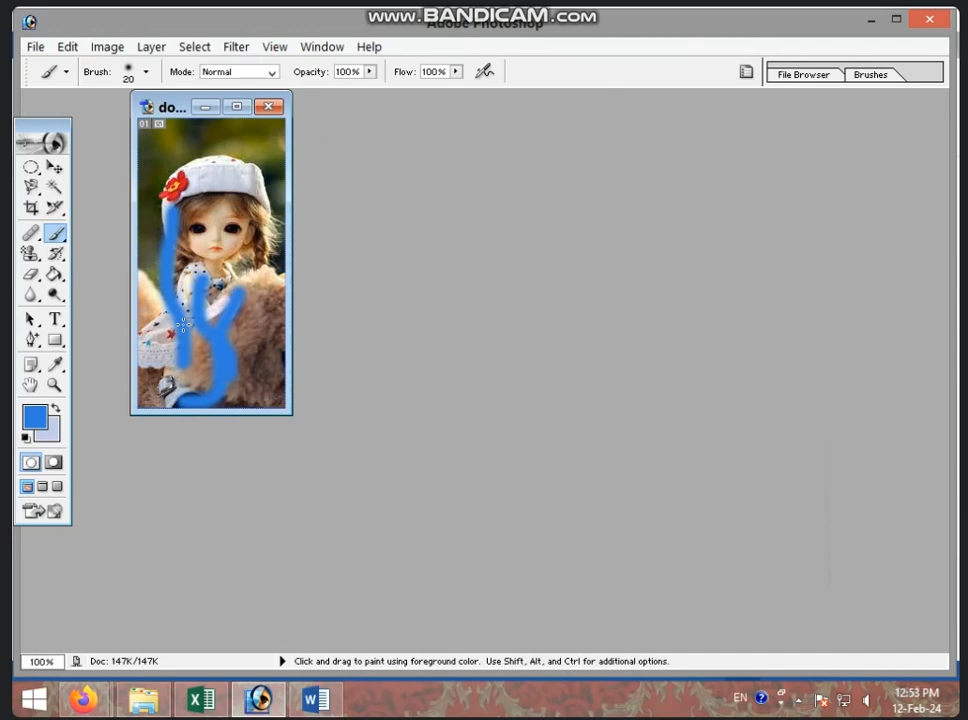 WWW.BANDICAM.COM
Adobe Photoshop
File Edit Image Layer Select Filter View Window Help
Brush: 20 Mode: Normal Opacity: 100% Flow: 100% File Browser Brushes
do...
01
T
100% Doc: 147K/147K Click and drag to paint using foreground color. Use Shift, Alt, and Ctrl for additional options.
EN 12:53 PM
12-Feb-24